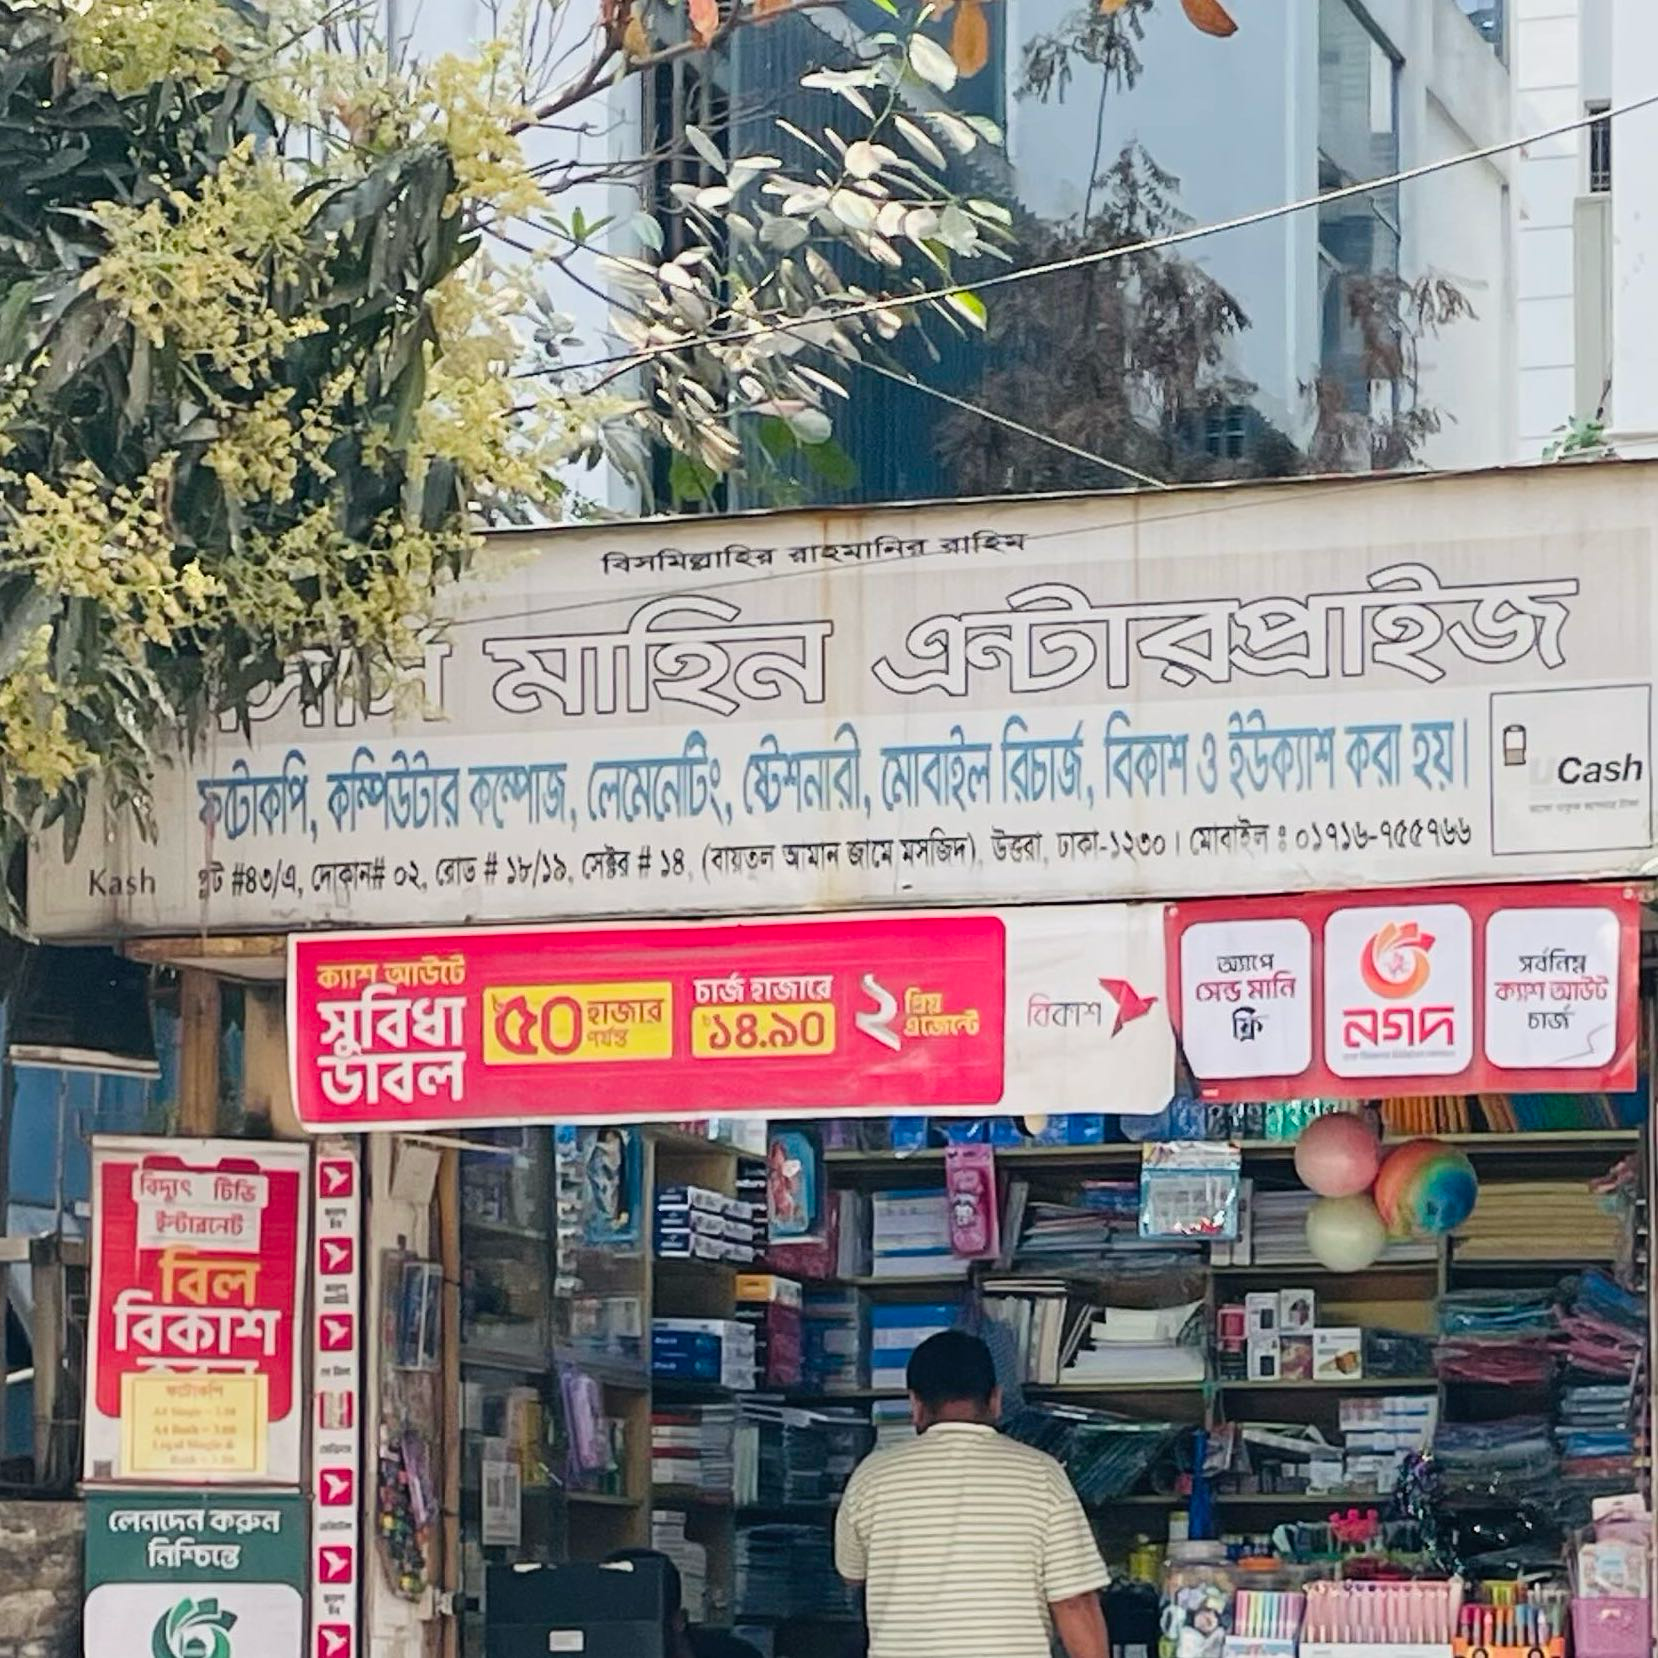 বিসমিল্লাহির রাহমানির রাহিম
মাহিন এন্টারপ্রাইজ
ফটোকপি, কম্পিউটার কম্পোজ, লেমেনেটিং, ষ্টেশনারী, মোবাইল রিচার্জ, বিকাশ ও ইউক্যাশ করা হয়।
প্লট #৪৩/এ, দোকান# ০২, রোড # ১৮/১৯, সেক্টর # ১৪, (বায়তুল আমান জামে মসজিদ), উত্তরা, ঢাকা-১২৩০। মোবাইল ঃ ০১৭১৬-৭৫৫৭৬৬
Kash
UCash
ক্যাশ আউটে
সুবিধা
ডাবল
৳৫০ হাজার
পর্যন্ত
চার্জ হাজারে
৳১৪.৯০
২ প্রিয়
এজেন্টে
বিকাশ
অ্যাপে
সেন্ড মানি
ফ্রি
নগদ
সর্বনিম্ন
ক্যাশ আউট
চার্জ
বিদ্যুৎ টিভি
ইন্টারনেট
বিল
বিকাশ
ফটোকপি
লেনদেন করুন
নিশ্চিন্তে